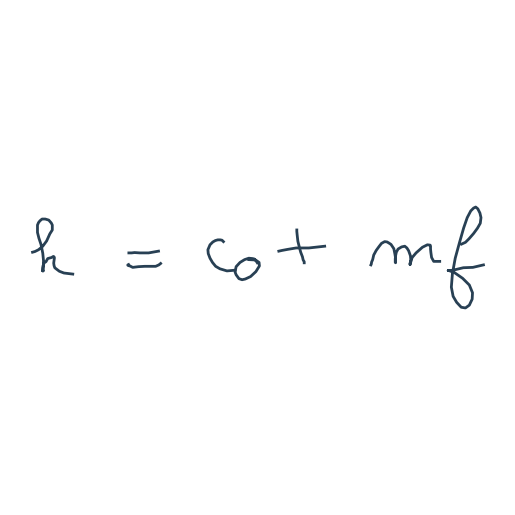 h = c₀ + mf